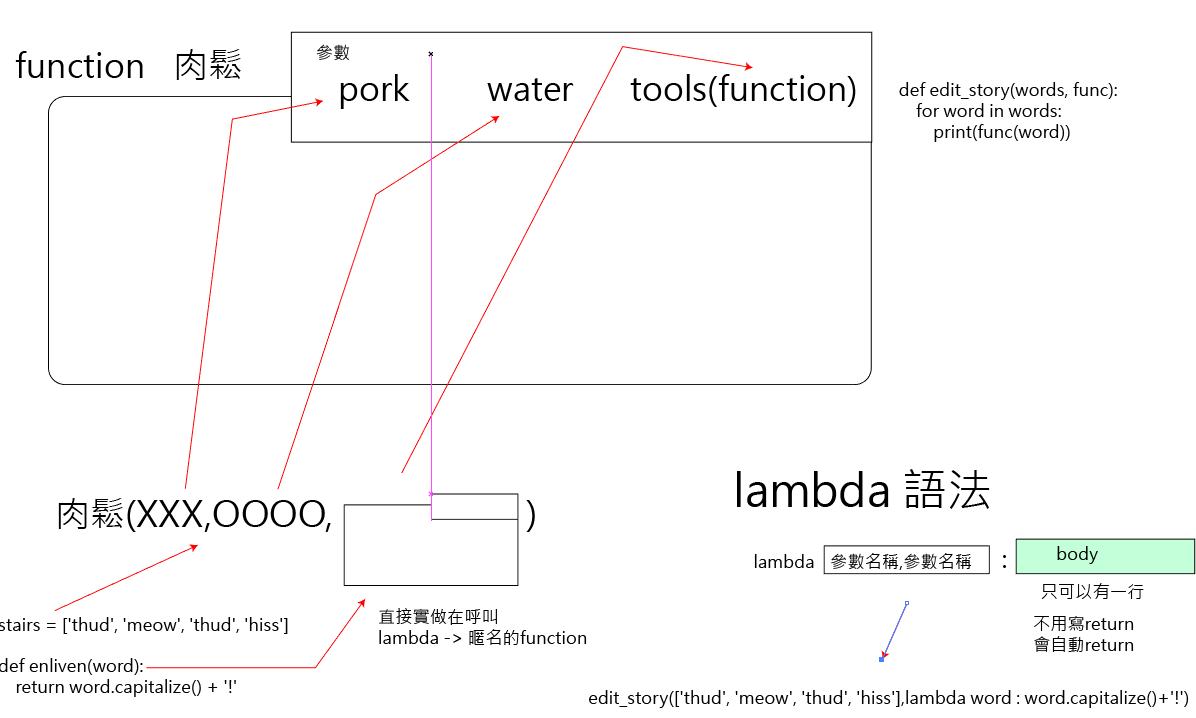 function 肉鬆
參數
pork water tools(function)
def edit_story(words, func):
for word in words:
print(func(word))
肉鬆(XXX,OOOO, )
stairs = ['thud', 'meow', 'thud', 'hiss']
def enliven(word):
return word.capitalize() + '!'
直接實做在呼叫
lambda -> 匿名的function
lambda 語法
lambda 參數名稱,參數名稱 : body
只可以有一行
不用寫return
會自動return
edit_story(['thud', 'meow', 'thud', 'hiss'],lambda word : word.capitalize()+'!')